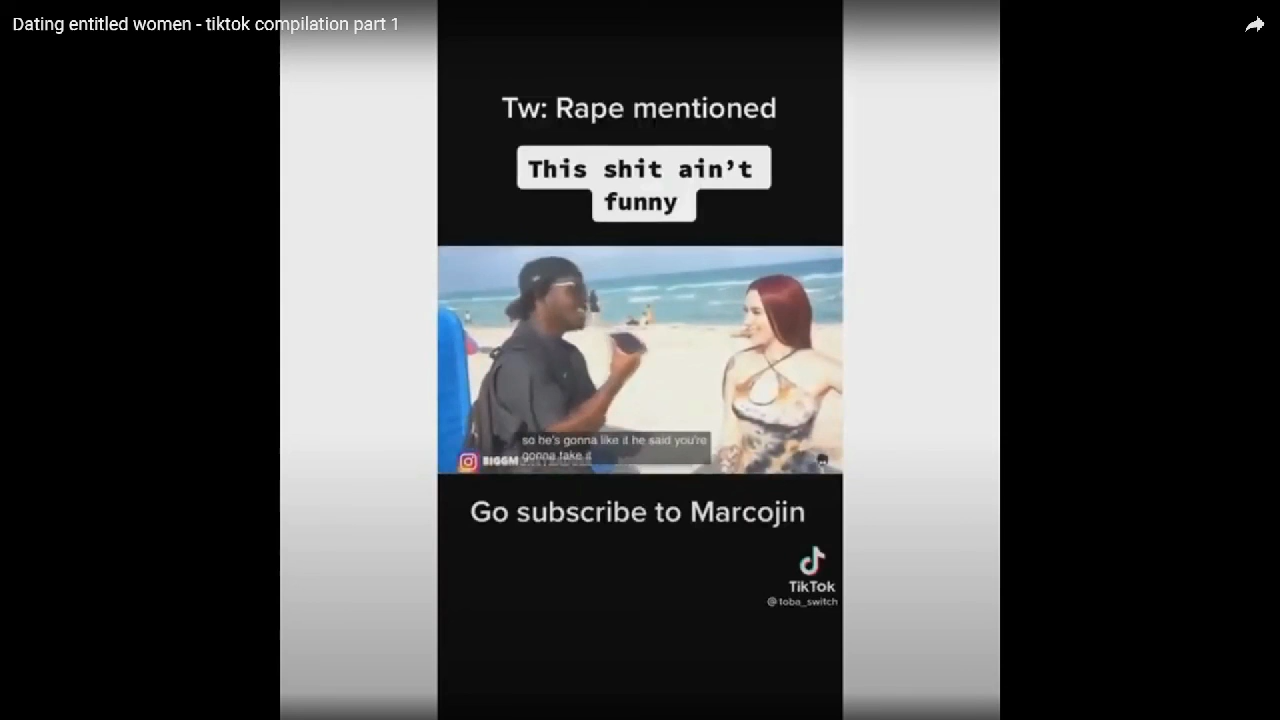 Dating entitled women - tiktok compilation part 1
Tw: Rape mentioned
This shit ain't
funny
so he's gonna like it he said you're
gonna take it
BIGGM
Go subscribe to Marcojin
TikTok
@toba_switch